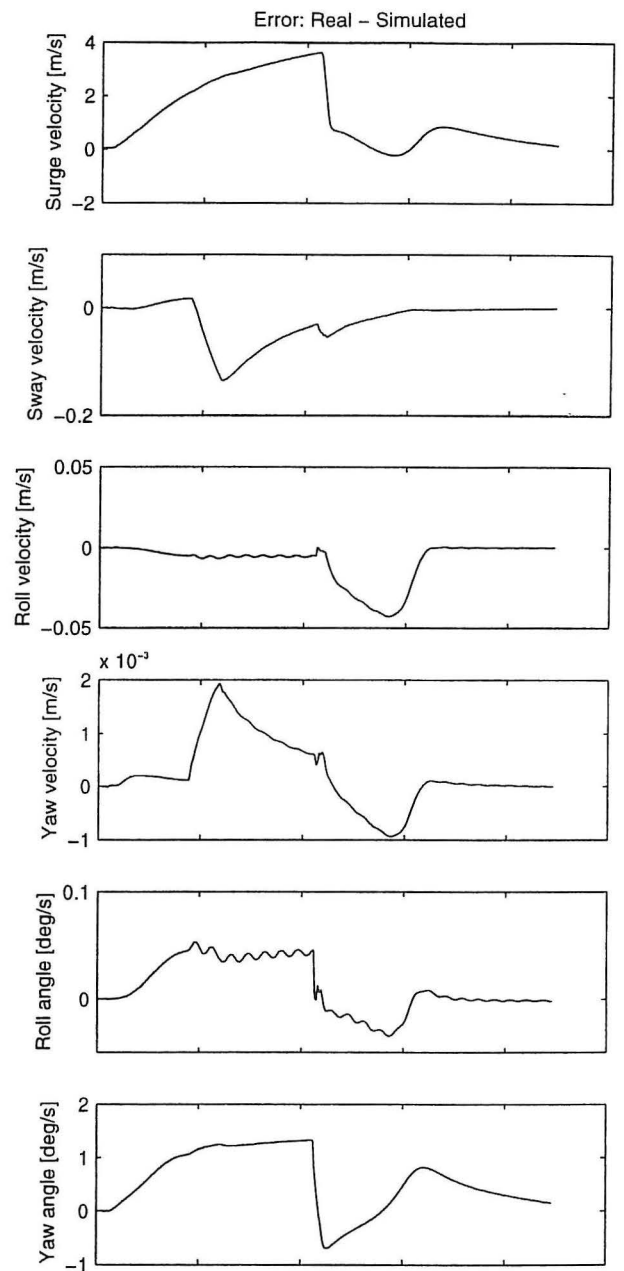 Error: Real – Simulated
4
2
0
−2
Surge velocity [m/s]
0
−0.2
Sway velocity [m/s]
0.05
0
−0.05
Roll velocity [m/s]
x 10⁻³
2
1
0
−1
Yaw velocity [m/s]
0.1
0
Roll angle [deg/s]
2
1
0
−1
Yaw angle [deg/s]